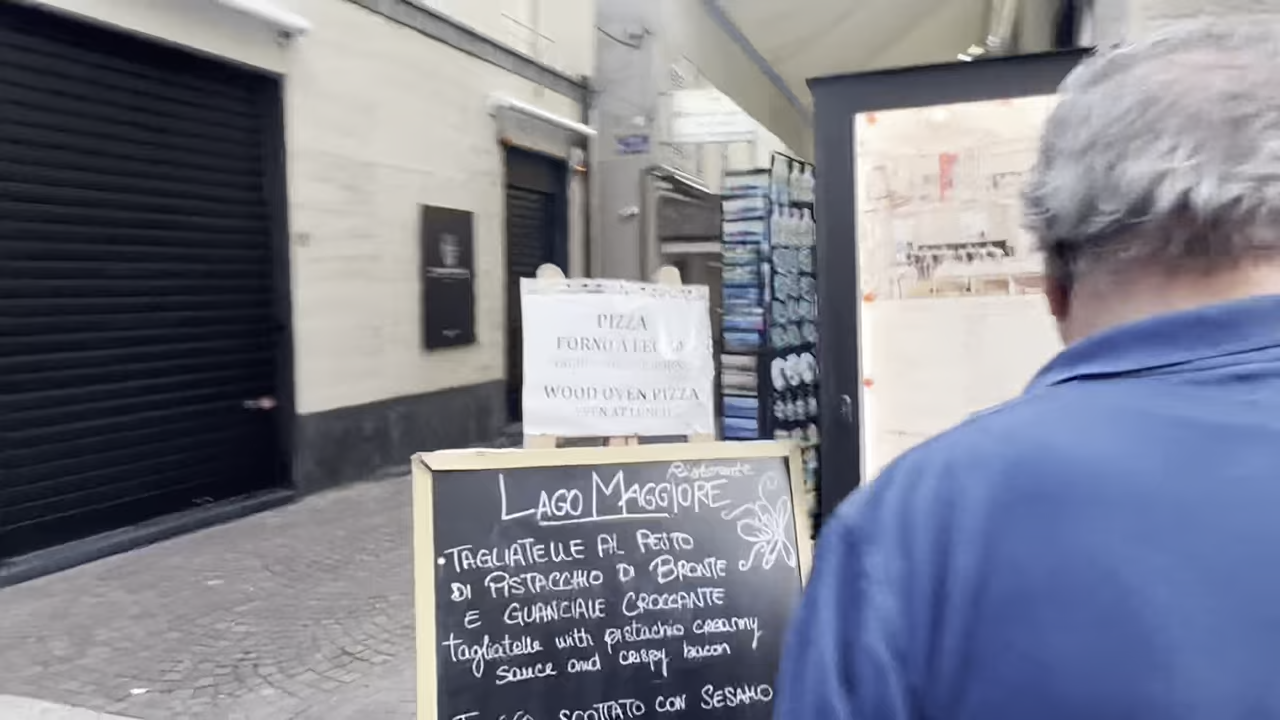 PIZZA
FORNO A LEGNA
WOOD OVEN PIZZA
EVEN AT LUNCH
Ristorante
LAGO MAGGIORE
• TAGLIATELLE AL PESTO
DI PISTACCHIO DI BRONTE
E GUANCIALE CROCCANTE
tagliatelle with pistachio creamy
sauce and crispy bacon
SCOTTATO CON SESAMO